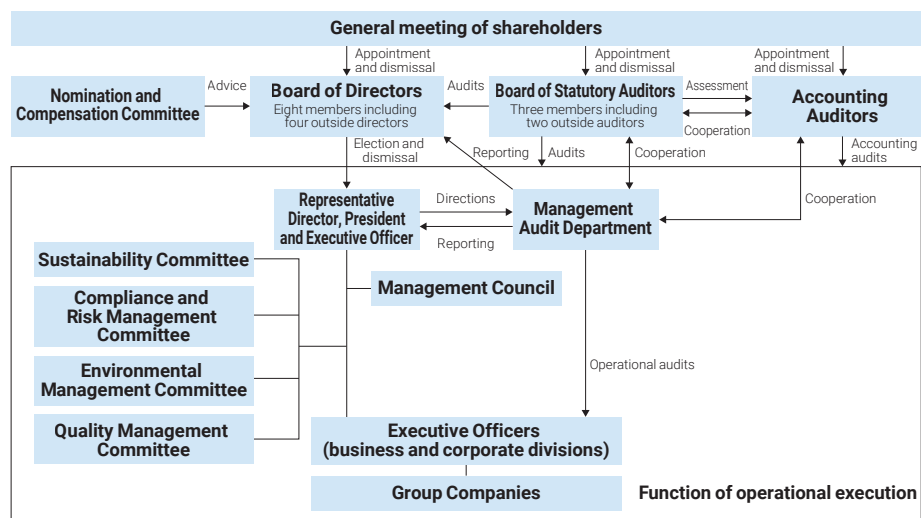 General meeting of shareholders
Appointment
and dismissal
Appointment
and dismissal
Appointment
and dismissal
Nomination and
Compensation Committee
Advice
Board of Directors
Eight members including
four outside directors
Audits
Board of Statutory Auditors
Three members including
two outside auditors
Assessment
Cooperation
Accounting
Auditors
Election and
dismissal
Reporting
Audits
Cooperation
Accounting
audits
Representative
Director, President
and Executive Officer
Directions
Reporting
Management
Audit Department
Cooperation
Sustainability Committee
Management Council
Compliance and
Risk Management
Committee
Environmental
Management Committee
Operational audits
Quality Management
Committee
Executive Officers
(business and corporate divisions)
Group Companies
Function of operational execution